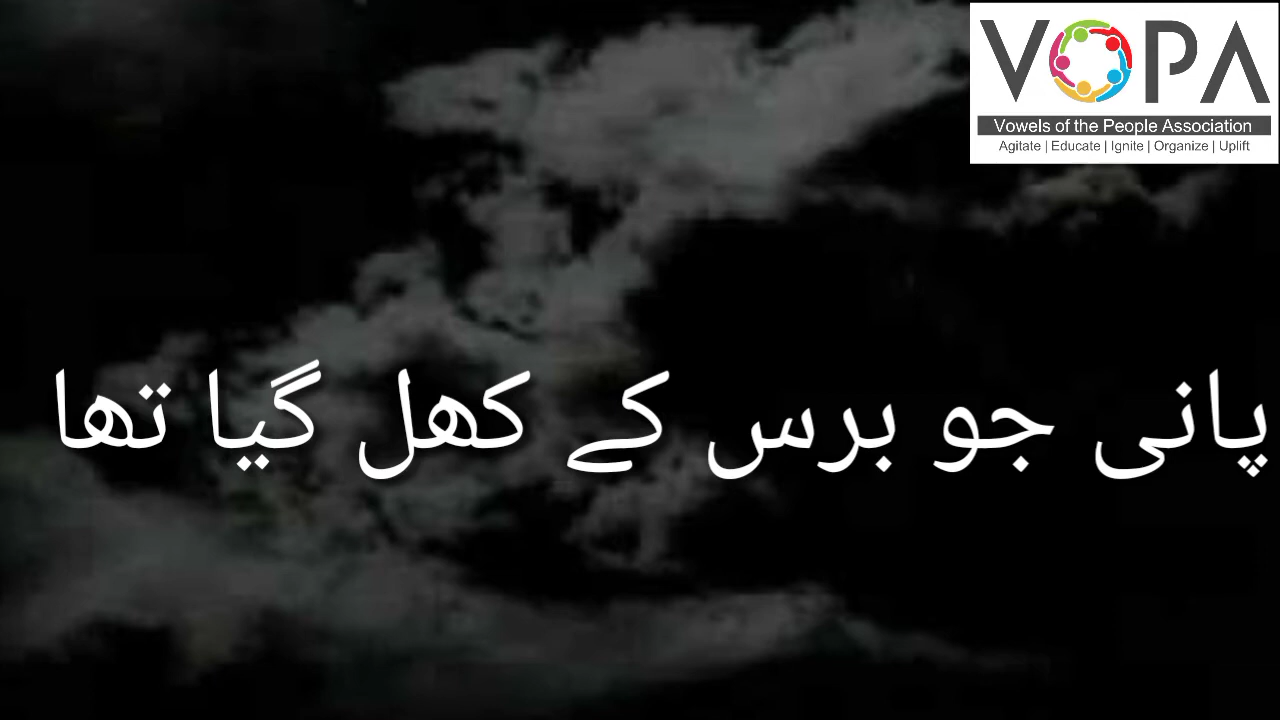 VOPA
Vowels of the People Association
Agitate | Educate | Ignite | Organize | Uplift
پانی جو برس کے کھل گیا تھا